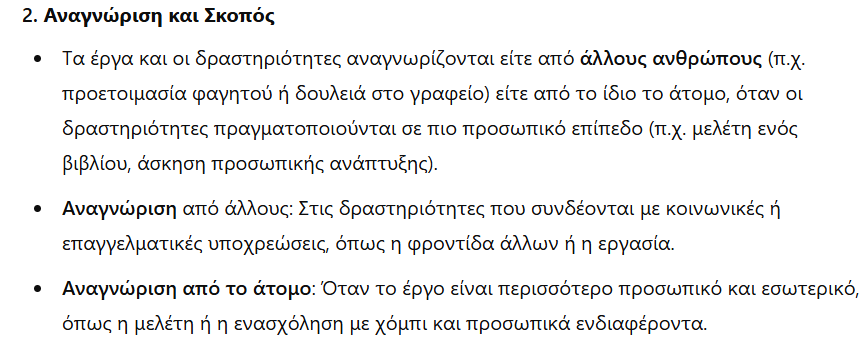 2. Αναγνώριση και Σκοπός
• Τα έργα και οι δραστηριότητες αναγνωρίζονται είτε από άλλους ανθρώπους (π.χ.
προετοιμασία φαγητού ή δουλειά στο γραφείο) είτε από το ίδιο το άτομο, όταν οι
δραστηριότητες πραγματοποιούνται σε πιο προσωπικό επίπεδο (π.χ. μελέτη ενός
βιβλίου, άσκηση προσωπικής ανάπτυξης).
• Αναγνώριση από άλλους: Στις δραστηριότητες που συνδέονται με κοινωνικές ή
επαγγελματικές υποχρεώσεις, όπως η φροντίδα άλλων ή η εργασία.
• Αναγνώριση από το άτομο: Όταν το έργο είναι περισσότερο προσωπικό και εσωτερικό,
όπως η μελέτη ή η ενασχόληση με χόμπι και προσωπικά ενδιαφέροντα.